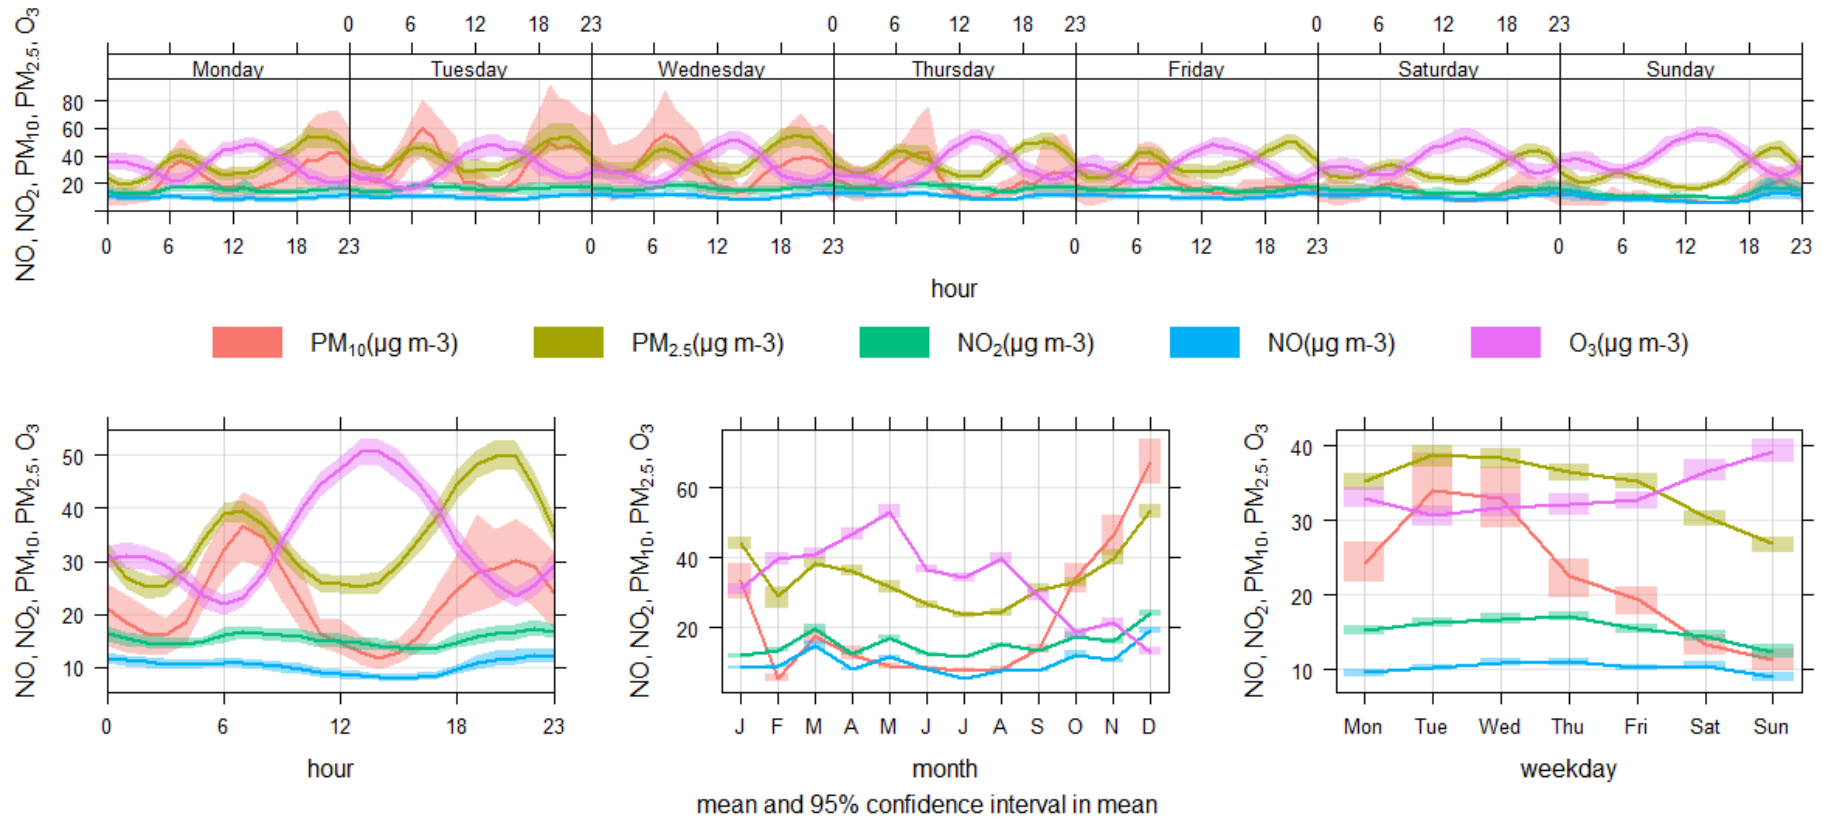 0 6 12 18 23 0 6 12 18 23 0 6 12 18 23
Monday Tuesday Wednesday Thursday Friday Saturday Sunday
NO, NO₂, PM₁₀, PM₂.₅, O₃
80
60
40
20
0 6 12 18 23 0 6 12 18 23 0 6 12 18 23 0 6 12 18 23
hour
PM₁₀(µg m-3) PM₂.₅(µg m-3) NO₂(µg m-3) NO(µg m-3) O₃(µg m-3)
NO, NO₂, PM₁₀, PM₂.₅, O₃
50
40
30
20
10
0 6 12 18 23
hour
NO, NO₂, PM₁₀, PM₂.₅, O₃
60
40
20
J F M A M J J A S O N D
month
NO, NO₂, PM₁₀, PM₂.₅, O₃
40
30
20
10
Mon Tue Wed Thu Fri Sat Sun
weekday
mean and 95% confidence interval in mean